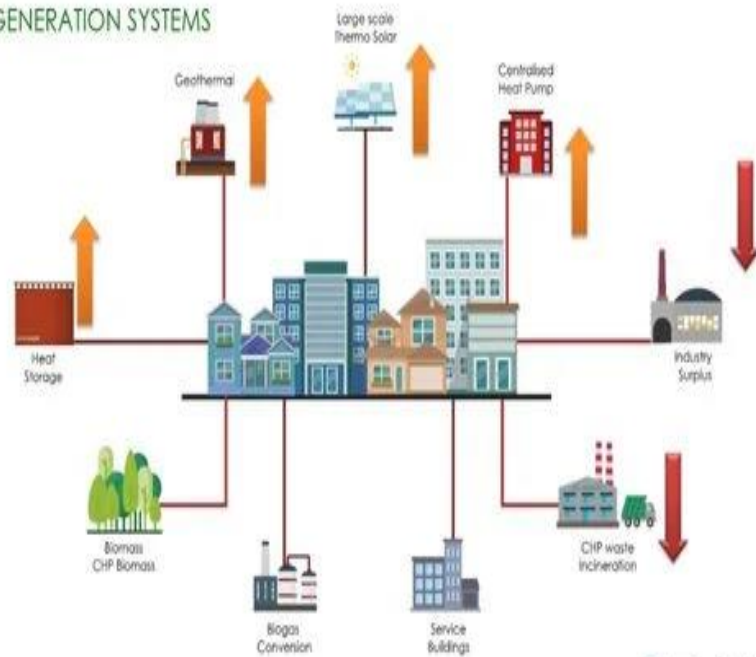 GENERATION SYSTEMS
Large scale
Thermo Solar
Geothermal
Centralised
Heat Pump
Heat
Storage
Industry
Surplus
Biomass
CHP Biomass
CHP waste
incineration
Biogas
Conversion
Service
Buildings